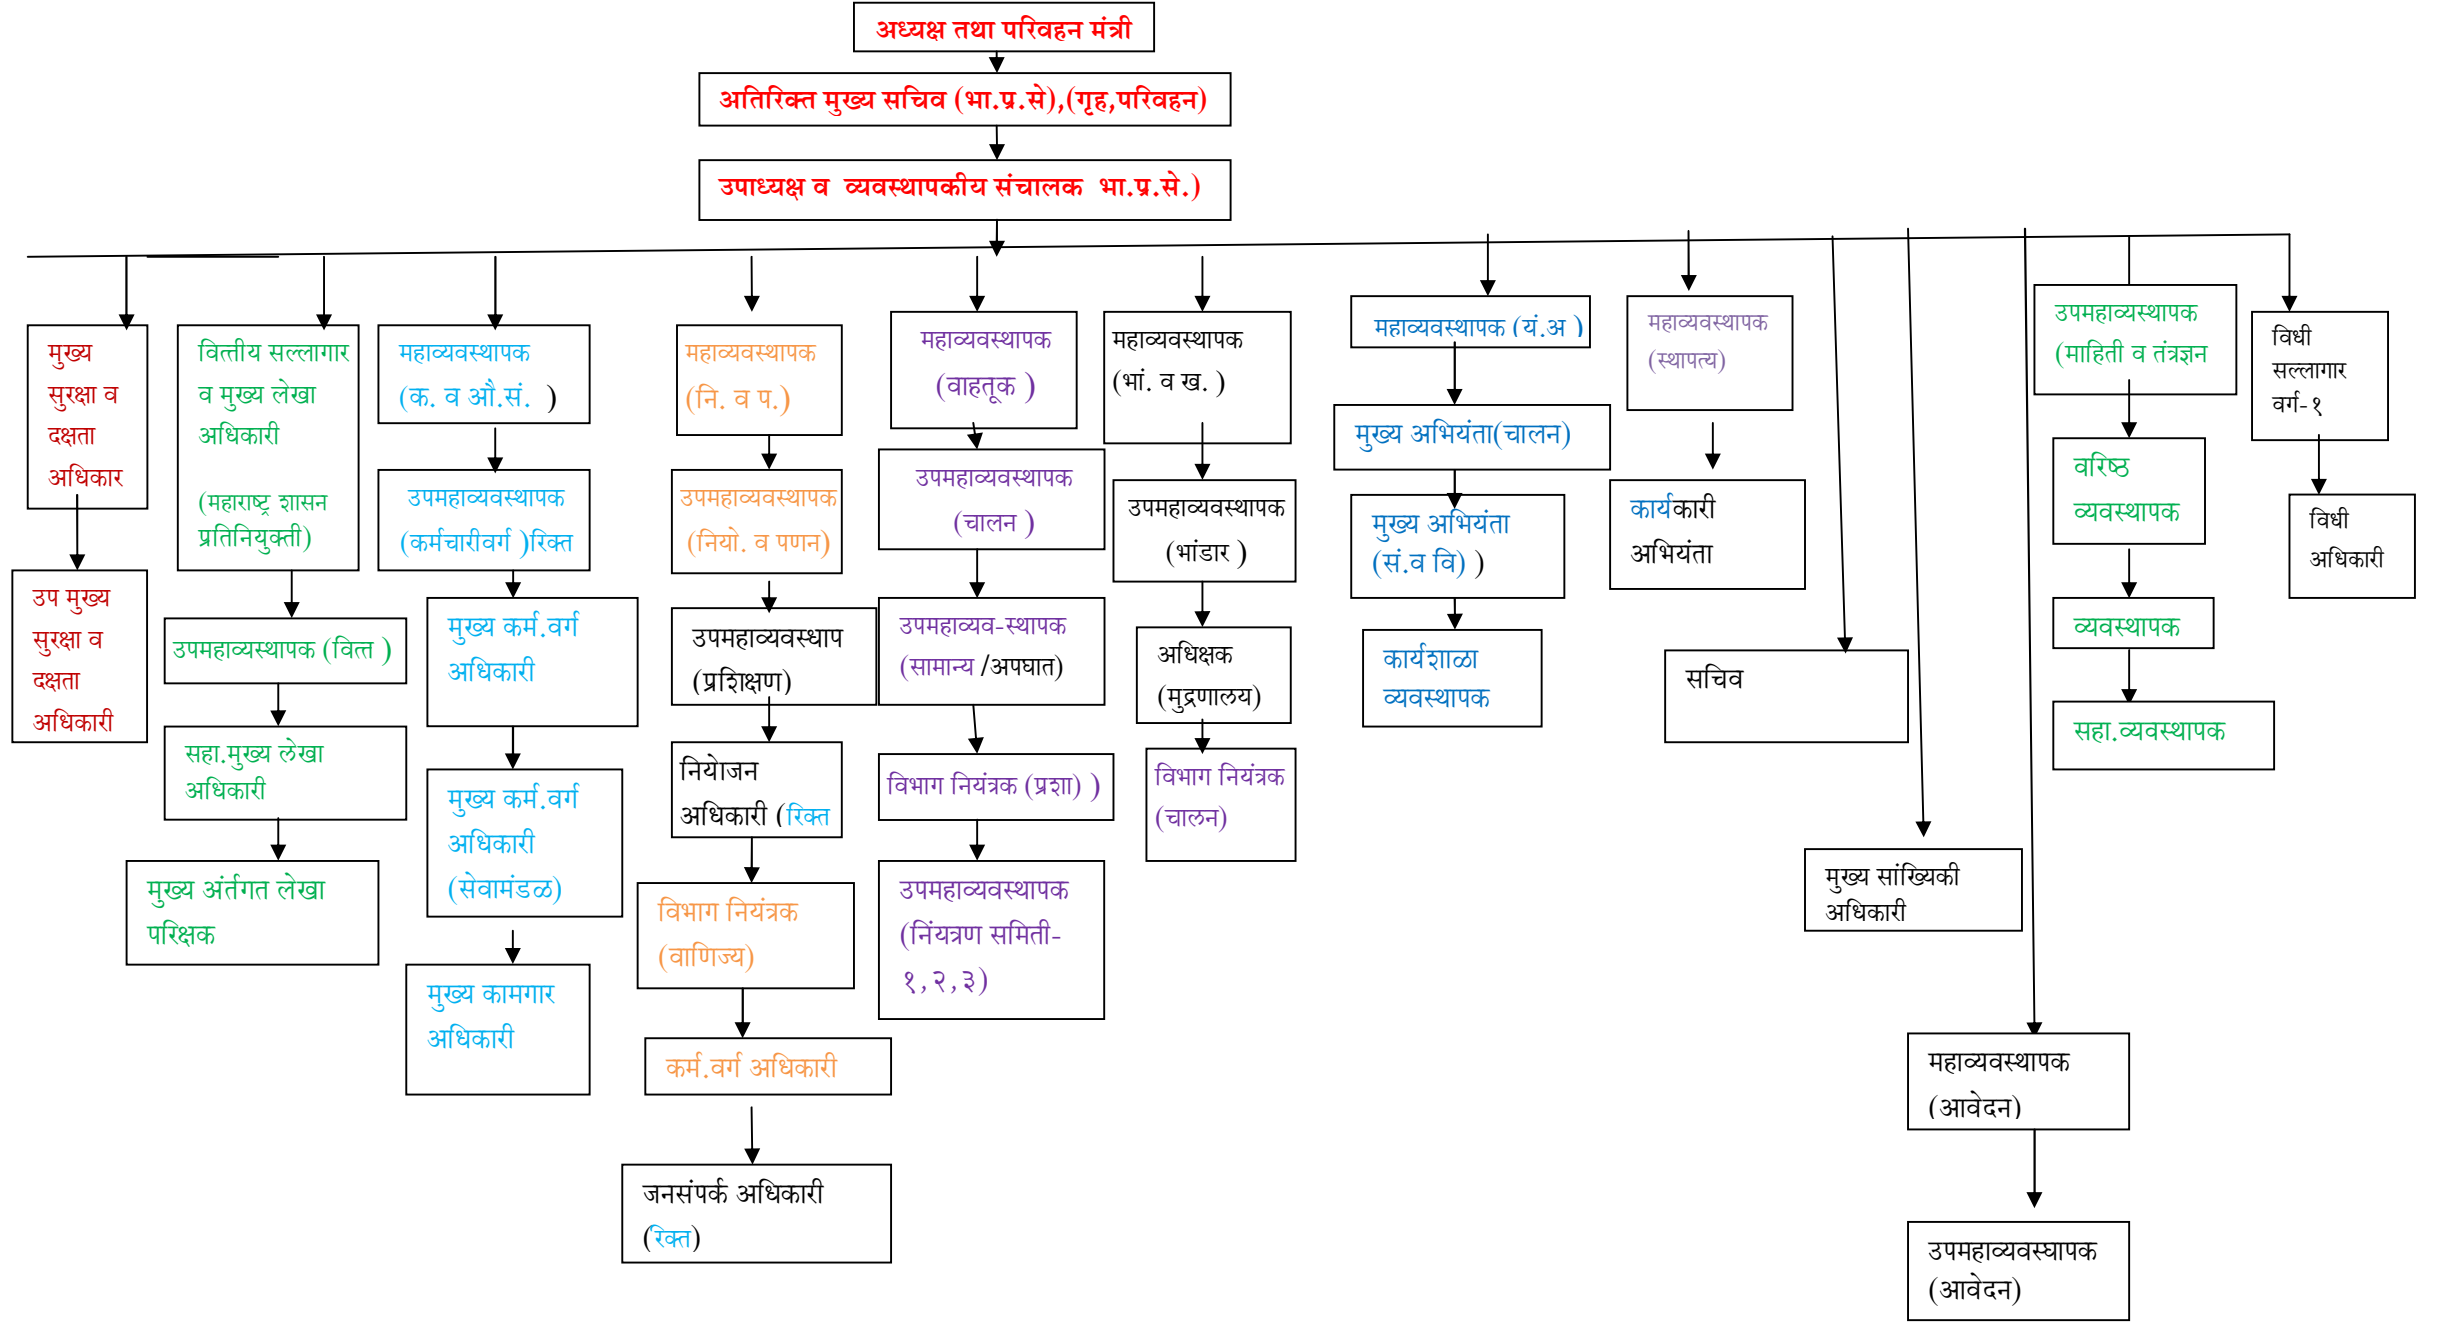 अध्यक्ष तथा परिवहन मंत्री
अतिरिक्त मुख्य सचिव (भा.प्र.से),(गृह,परिवहन)
उपाध्यक्ष व व्यवस्थापकीय संचालक भा.प्र.से.)
मुख्य
सुरक्षा व
दक्षता
अधिकार
उप मुख्य
सुरक्षा व
दक्षता
अधिकारी
वित्तीय सल्लागार
व मुख्य लेखा
अधिकारी
(महाराष्ट्र शासन
प्रतिनियुक्ती)
उपमहाव्यस्थापक (वित्त )
सहा.मुख्य लेखा
अधिकारी
मुख्य अंर्तगत लेखा
परिक्षक
महाव्यवस्थापक
(क. व औ.सं. )
उपमहाव्यवस्थापक
(कर्मचारीवर्ग )रिक्त
मुख्य कर्म.वर्ग
अधिकारी
मुख्य कर्म.वर्ग
अधिकारी
(सेवामंडळ)
मुख्य कामगार
अधिकारी
महाव्यवस्थापक
(नि. व प.)
उपमहाव्यवस्थापक
(नियो. व पणन)
उपमहाव्यवस्धाप
(प्रशिक्षण)
नियोजन
अधिकारी (रिक्त
विभाग नियंत्रक
(वाणिज्य)
कर्म.वर्ग अधिकारी
जनसंपर्क अधिकारी
(रिक्त)
महाव्यवस्थापक
(वाहतूक )
उपमहाव्यवस्थापक
(चालन )
उपमहाव्यव-स्थापक
(सामान्य /अपघात)
विभाग नियंत्रक (प्रशा) )
उपमहाव्यवस्थापक
(निंयत्रण समिती-
१,२,३)
महाव्यवस्थापक
(भां. व ख. )
उपमहाव्यवस्थापक
(भांडार )
अधिक्षक
(मुद्रणालय)
विभाग नियंत्रक
(चालन)
महाव्यवस्थापक (यं.अ )
मुख्य अभियंता(चालन)
मुख्य अभियंता
(सं.व वि) )
कार्यशाळा
व्यवस्थापक
महाव्यवस्थापक
(स्थापत्य)
कार्यकारी
अभियंता
सचिव
मुख्य सांख्यिकी
अधिकारी
महाव्यवस्थापक
(आवेदन)
उपमहाव्यवस्घापक
(आवेदन)
उपमहाव्यवस्थापक
(माहिती व तंत्रज्ञन
वरिष्ठ
व्यवस्थापक
व्यवस्थापक
सहा.व्यवस्थापक
विधी
सल्लागार
वर्ग-१
विधी
अधिकारी